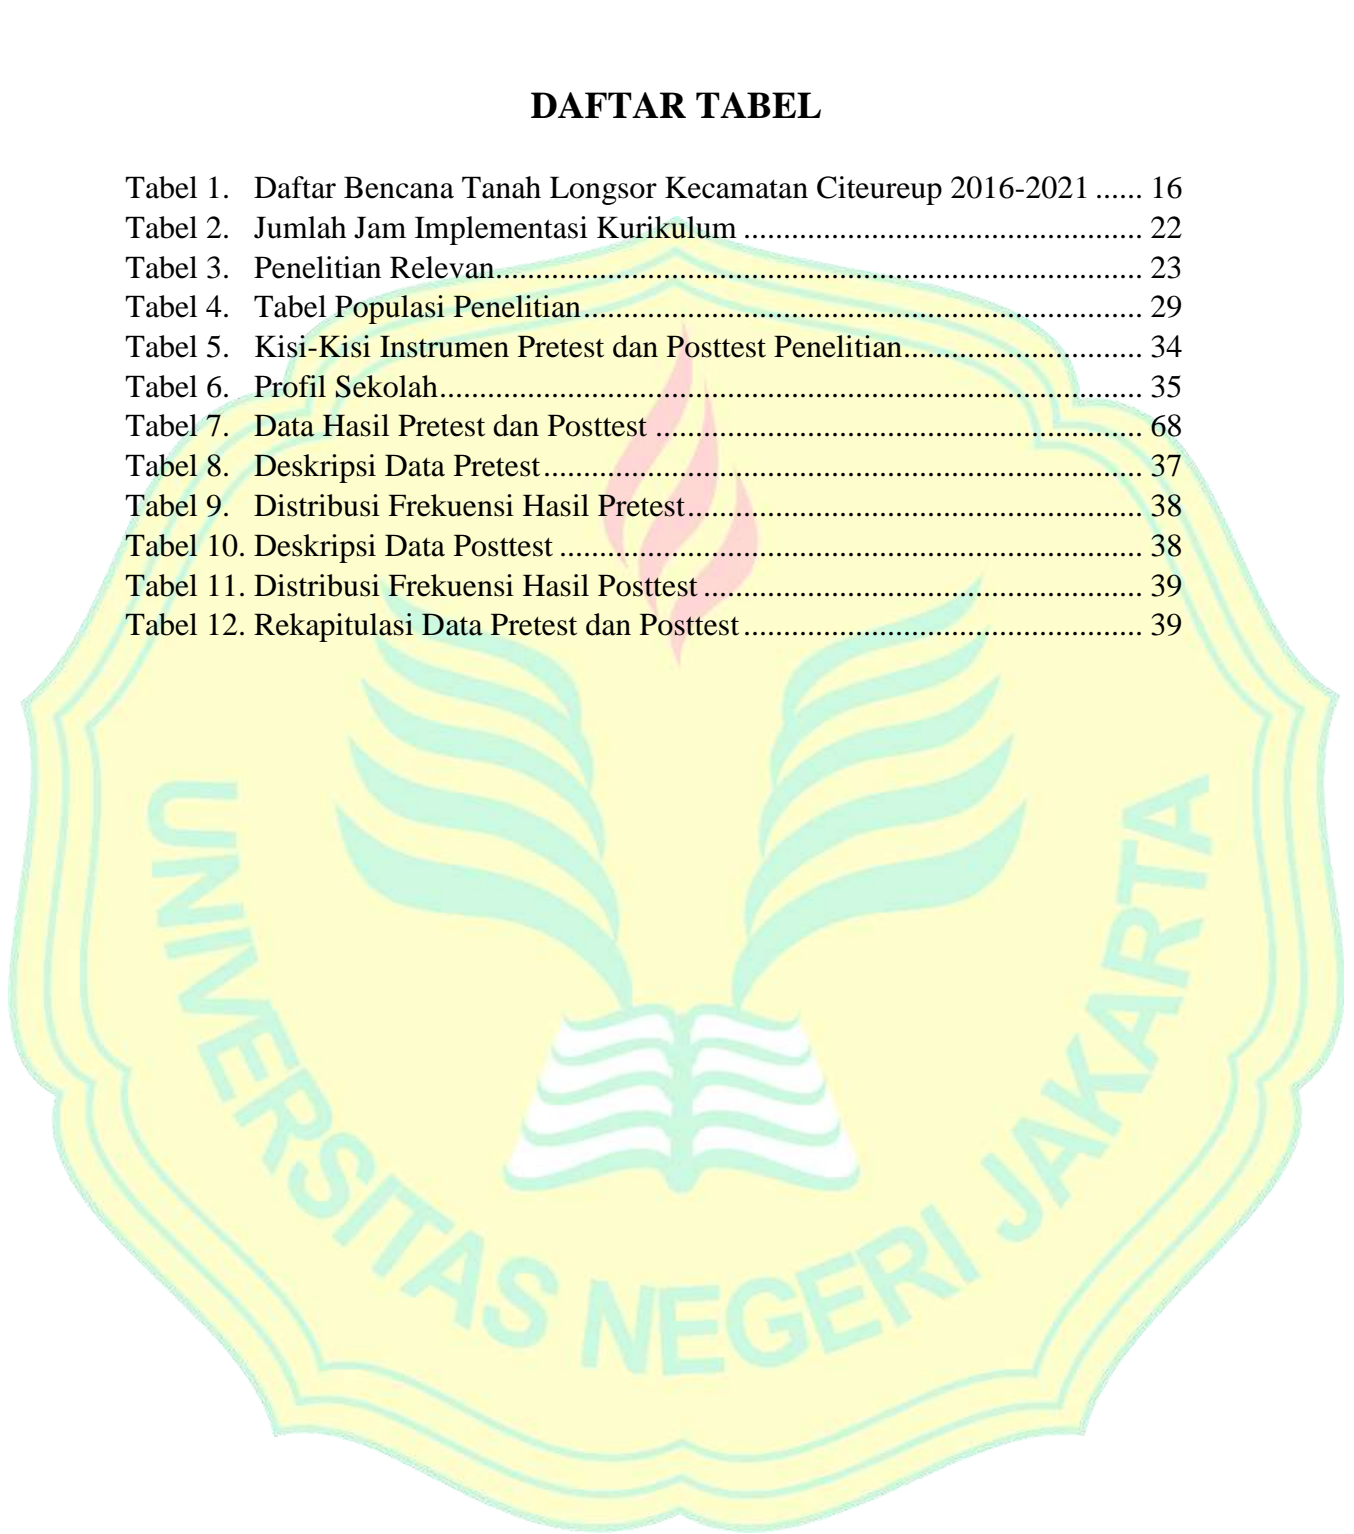 DAFTAR TABEL
Tabel 1. Daftar Bencana Tanah Longsor Kecamatan Citeureup 2016-2021 ...... 16
Tabel 2. Jumlah Jam Implementasi Kurikulum .................................................. 22
Tabel 3. Penelitian Relevan................................................................................. 23
Tabel 4. Tabel Populasi Penelitian...................................................................... 29
Tabel 5. Kisi-Kisi Instrumen Pretest dan Posttest Penelitian.............................. 34
Tabel 6. Profil Sekolah........................................................................................ 35
Tabel 7. Data Hasil Pretest dan Posttest ............................................................. 68
Tabel 8. Deskripsi Data Pretest........................................................................... 37
Tabel 9. Distribusi Frekuensi Hasil Pretest......................................................... 38
Tabel 10. Deskripsi Data Posttest ......................................................................... 38
Tabel 11. Distribusi Frekuensi Hasil Posttest ....................................................... 39
Tabel 12. Rekapitulasi Data Pretest dan Posttest .................................................. 39
UNIVERSITAS NEGERI JAKARTA